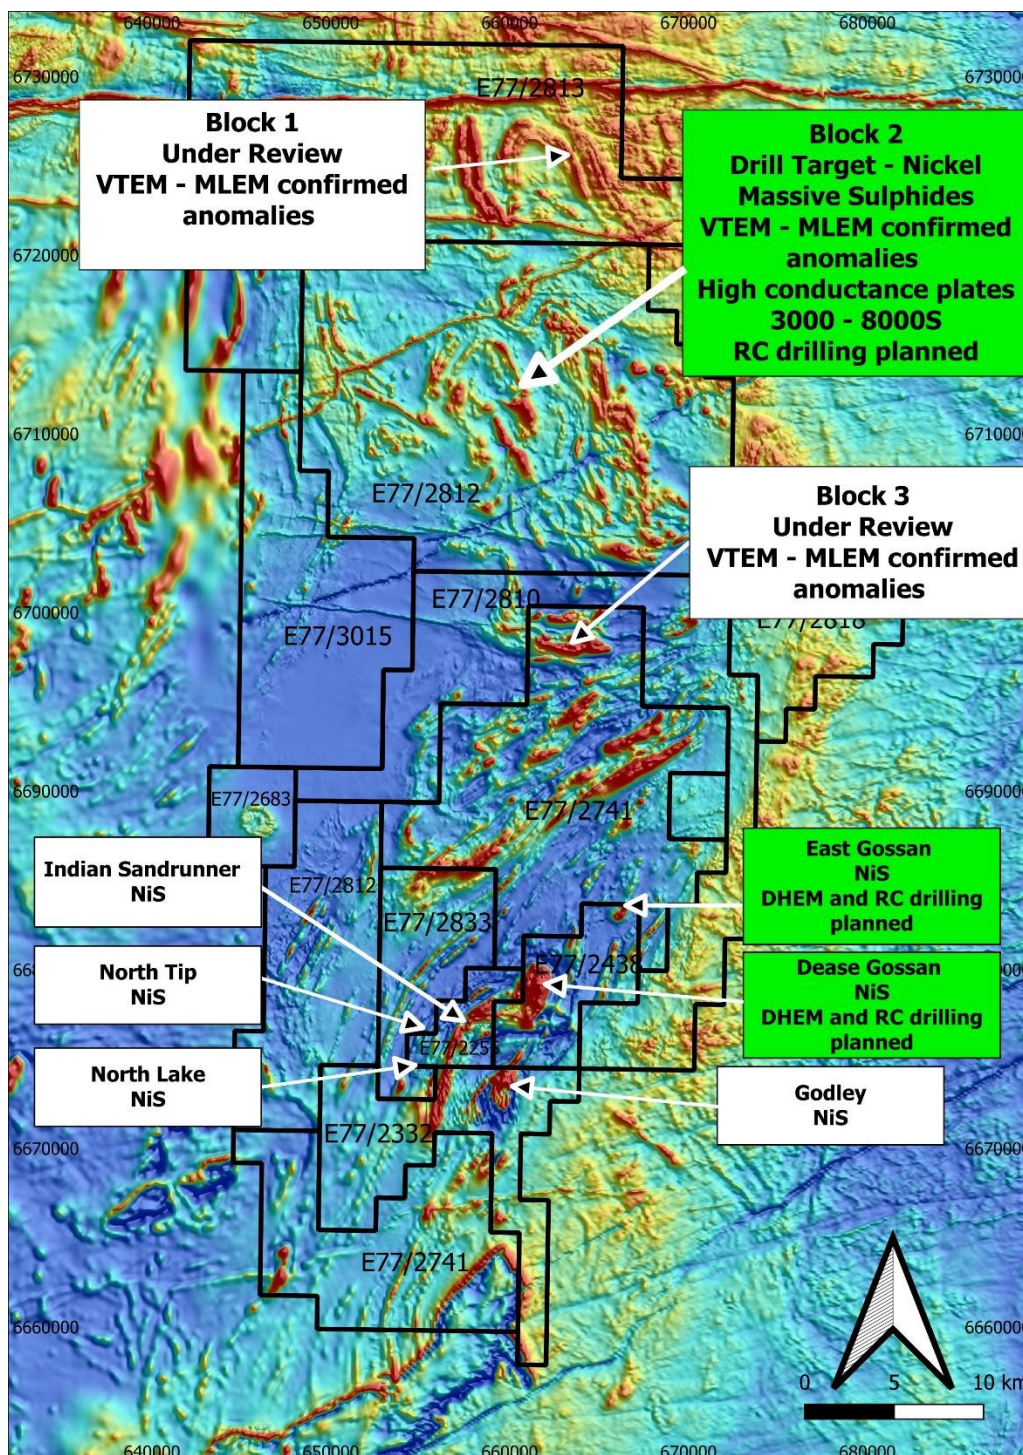 640000
650000
660000
670000
680000
6730000
6730000
E77/2813
Block 1
Under Review
VTEM - MLEM confirmed
anomalies
Block 2
Drill Target - Nickel
Massive Sulphides
VTEM - MLEM confirmed
anomalies
High conductance plates
3000 - 8000S
RC drilling planned
6720000
6710000
6710000
E77/2812
Block 3
Under Review
VTEM - MLEM confirmed
anomalies
6700000
E77/2810
E77/3015
E77/2818
6690000
6690000
E77/2683
E77/2741
Indian Sandrunner
NiS
E77/2812
E77/2833
East Gossan
NiS
DHEM and RC drilling
planned
E77/2438
North Tip
NiS
Dease Gossan
NiS
DHEM and RC drilling
planned
North Lake
NiS
Godley
NiS
E77/2332
6670000
6670000
E77/2741
6660000
6660000
0 5 10 km
640000
650000
660000
670000
680000